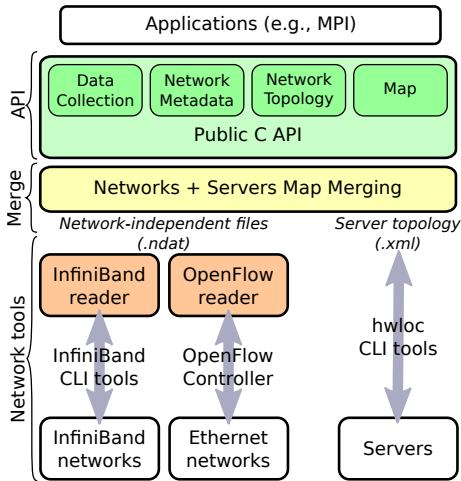 Applications (e.g., MPI)
API
Data
Collection
Network
Metadata
Network
Topology
Map
Public C API
Merge
Networks + Servers Map Merging
Network-independent files
(.ndat)
Server topology
(.xml)
Network tools
InfiniBand
reader
OpenFlow
reader
InfiniBand
CLI tools
OpenFlow
Controller
hwloc
CLI tools
InfiniBand
networks
Ethernet
networks
Servers